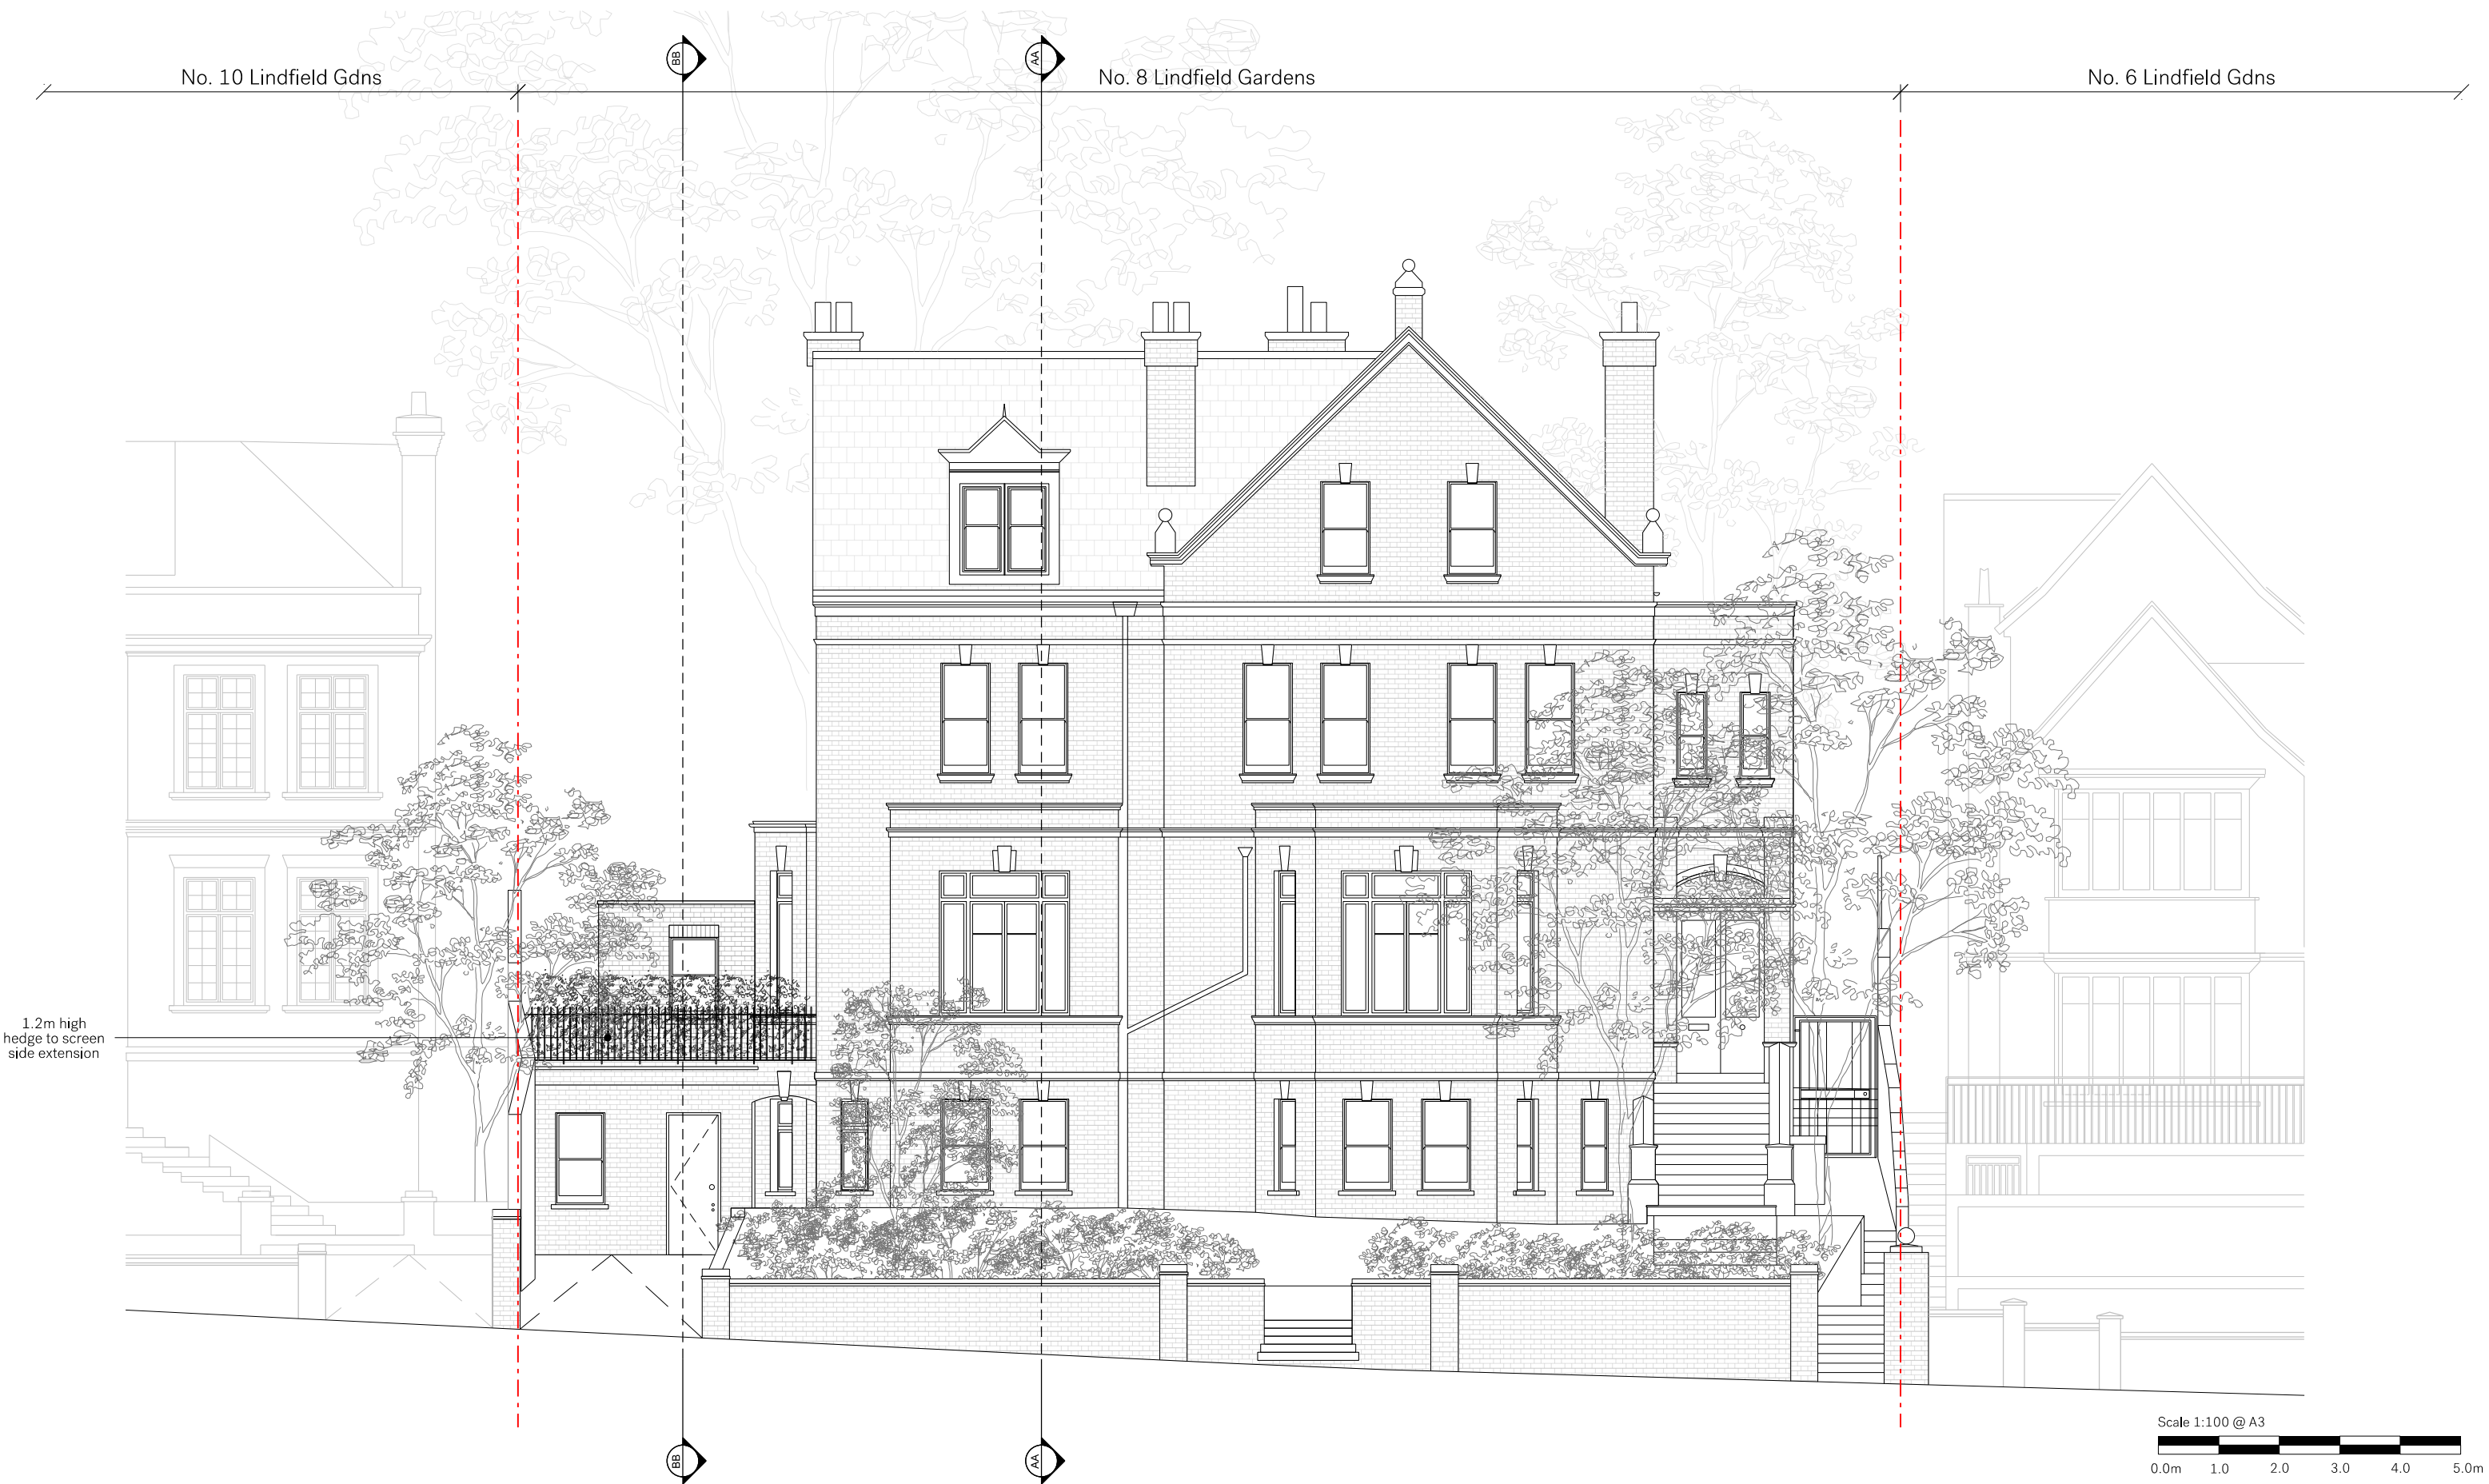 BB
AA
No. 10 Lindfield Gdns
No. 8 Lindfield Gardens
No. 6 Lindfield Gdns
1.2m high
hedge to screen
side extension
Scale 1:100 @ A3
0.0m 1.0 2.0 3.0 4.0 5.0m
BB
AA